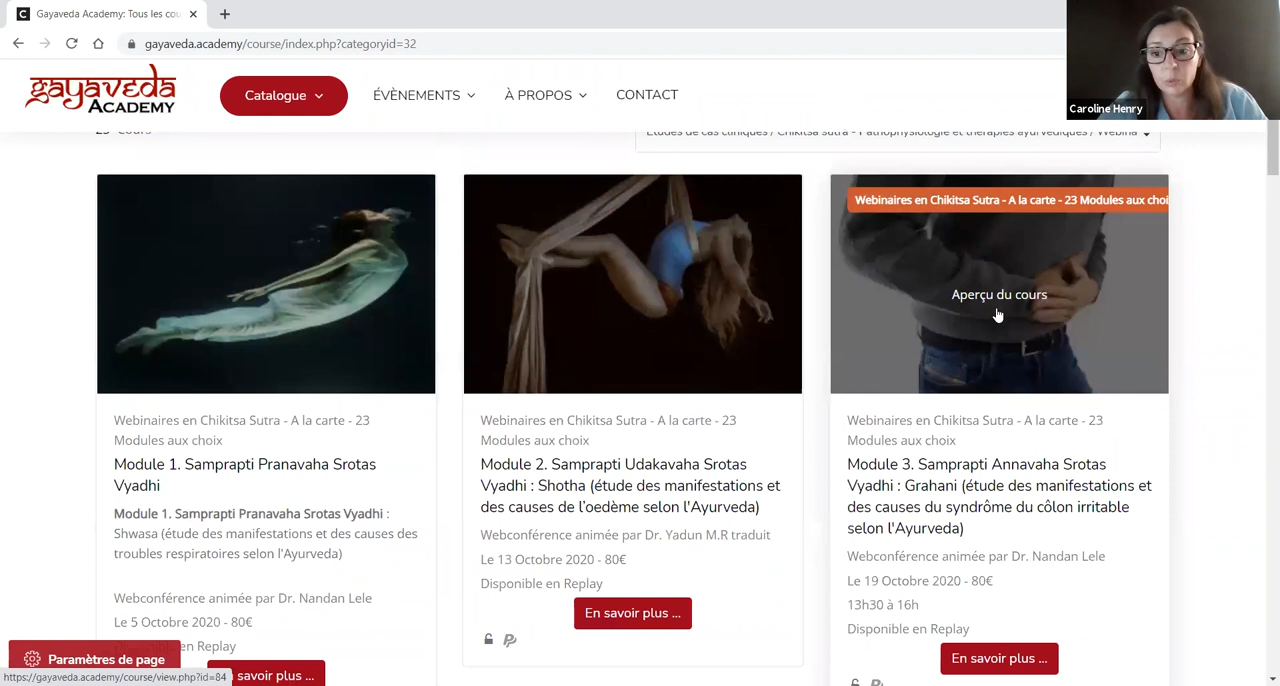 Gayaveda Academy: Tous les cou
gayaveda.academy/course/index.php?categoryid=32
gayaveda
ACADEMY
Catalogue
ÉVÈNEMENTS
À PROPOS
CONTACT
Caroline Henry
23 Cours
Etudes de cas cliniques / Chikitsa sutra - Pathophysiologie et thérapies ayurvédiques / Webina
Webinaires en Chikitsa Sutra - A la carte - 23 Modules aux choi
Aperçu du cours
Webinaires en Chikitsa Sutra - A la carte - 23
Modules aux choix
Module 1. Samprapti Pranavaha Srotas
Vyadhi
Module 1. Samprapti Pranavaha Srotas Vyadhi :
Shwasa (étude des manifestations et des causes des
troubles respiratoires selon l'Ayurveda)
Webconférence animée par Dr. Nandan Lele
Le 5 Octobre 2020 - 80€
Disponible en Replay
savoir plus ...
Webinaires en Chikitsa Sutra - A la carte - 23
Modules aux choix
Module 2. Samprapti Udakavaha Srotas
Vyadhi : Shotha (étude des manifestations et
des causes de l’oedème selon l'Ayurveda)
Webconférence animée par Dr. Yadun M.R traduit
Le 13 Octobre 2020 - 80€
Disponible en Replay
En savoir plus ...
Webinaires en Chikitsa Sutra - A la carte - 23
Modules aux choix
Module 3. Samprapti Annavaha Srotas
Vyadhi : Grahani (étude des manifestations et
des causes du syndrôme du côlon irritable
selon l'Ayurveda)
Webconférence animée par Dr. Nandan Lele
Le 19 Octobre 2020 - 80€
13h30 à 16h
Disponible en Replay
En savoir plus ...
Paramètres de page
https://gayaveda.academy/course/view.php?id=84